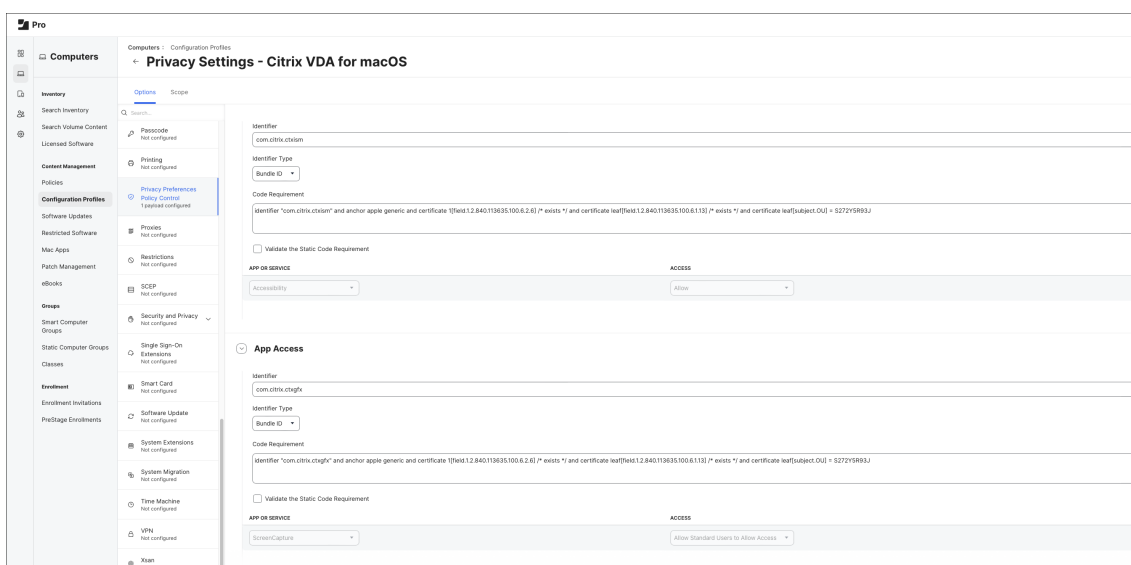 Pro
Computers
Computers : Configuration Profiles
← Privacy Settings - Citrix VDA for macOS
Options Scope
Inventory
Search Inventory
Search Volume Content
Licensed Software
Content Management
Policies
Configuration Profiles
Software Updates
Restricted Software
Mac Apps
Patch Management
eBooks
Groups
Smart Computer
Groups
Static Computer Groups
Classes
Enrollment
Enrollment Invitations
PreStage Enrollments
Search...
Passcode
Not configured
Printing
Not configured
Privacy Preferences
Policy Control
1 payload configured
Proxies
Not configured
Restrictions
Not configured
SCEP
Not configured
Security and Privacy
Not configured
Single Sign-On
Extensions
Not configured
Smart Card
Not configured
Software Update
Not configured
System Extensions
Not configured
System Migration
Not configured
Time Machine
Not configured
VPN
Not configured
Xsan
Identifier
com.citrix.ctxism
Identifier Type
Bundle ID
Code Requirement
identifier "com.citrix.ctxism" and anchor apple generic and certificate 1[field.1.2.840.113635.100.6.2.6] /* exists */ and certificate leaf[field.1.2.840.113635.100.6.1.13] /* exists */ and certificate leaf[subject.OU] = S272Y5R93J
Validate the Static Code Requirement
APP OR SERVICE ACCESS
Accessibility Allow
App Access
Identifier
com.citrix.ctxgfx
Identifier Type
Bundle ID
Code Requirement
identifier "com.citrix.ctxgfx" and anchor apple generic and certificate 1[field.1.2.840.113635.100.6.2.6] /* exists */ and certificate leaf[field.1.2.840.113635.100.6.1.13] /* exists */ and certificate leaf[subject.OU] = S272Y5R93J
Validate the Static Code Requirement
APP OR SERVICE ACCESS
ScreenCapture Allow Standard Users to Allow Access